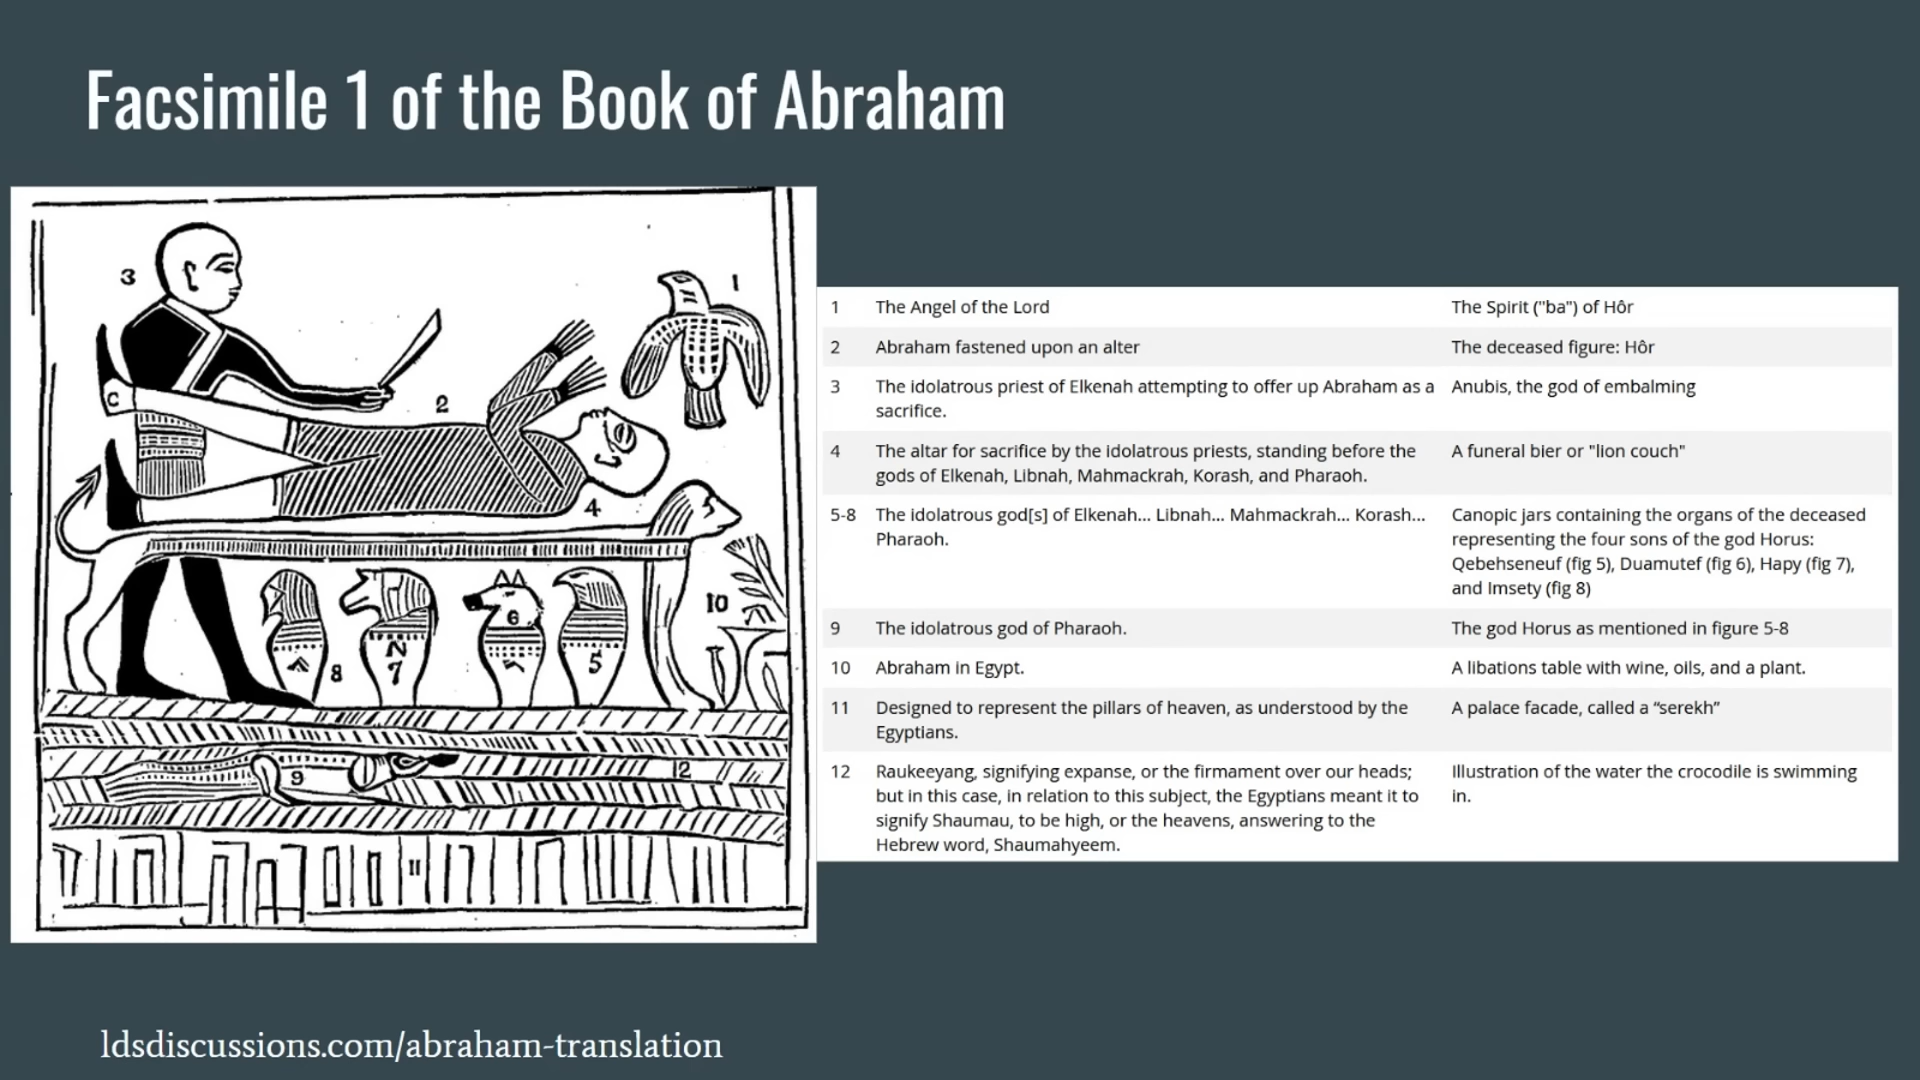 Facsimile 1 of the Book of Abraham
3
1
C
2
4
10
6
N
7
8
5
9
12
11
1 The Angel of the Lord The Spirit ("ba") of Hôr
2 Abraham fastened upon an alter The deceased figure: Hôr
3 The idolatrous priest of Elkenah attempting to offer up Abraham as a Anubis, the god of embalming
sacrifice.
4 The altar for sacrifice by the idolatrous priests, standing before the A funeral bier or "lion couch"
gods of Elkenah, Libnah, Mahmackrah, Korash, and Pharaoh.
5-8 The idolatrous god[s] of Elkenah... Libnah... Mahmackrah... Korash... Canopic jars containing the organs of the deceased
Pharaoh. representing the four sons of the god Horus:
Qebehseneuf (fig 5), Duamutef (fig 6), Hapy (fig 7),
and Imsety (fig 8)
9 The idolatrous god of Pharaoh. The god Horus as mentioned in figure 5-8
10 Abraham in Egypt. A libations table with wine, oils, and a plant.
11 Designed to represent the pillars of heaven, as understood by the A palace facade, called a “serekh”
Egyptians.
12 Raukeeyang, signifying expanse, or the firmament over our heads; Illustration of the water the crocodile is swimming
but in this case, in relation to this subject, the Egyptians meant it to in.
signify Shaumau, to be high, or the heavens, answering to the
Hebrew word, Shaumahyeem.
ldsdiscussions.com/abraham-translation